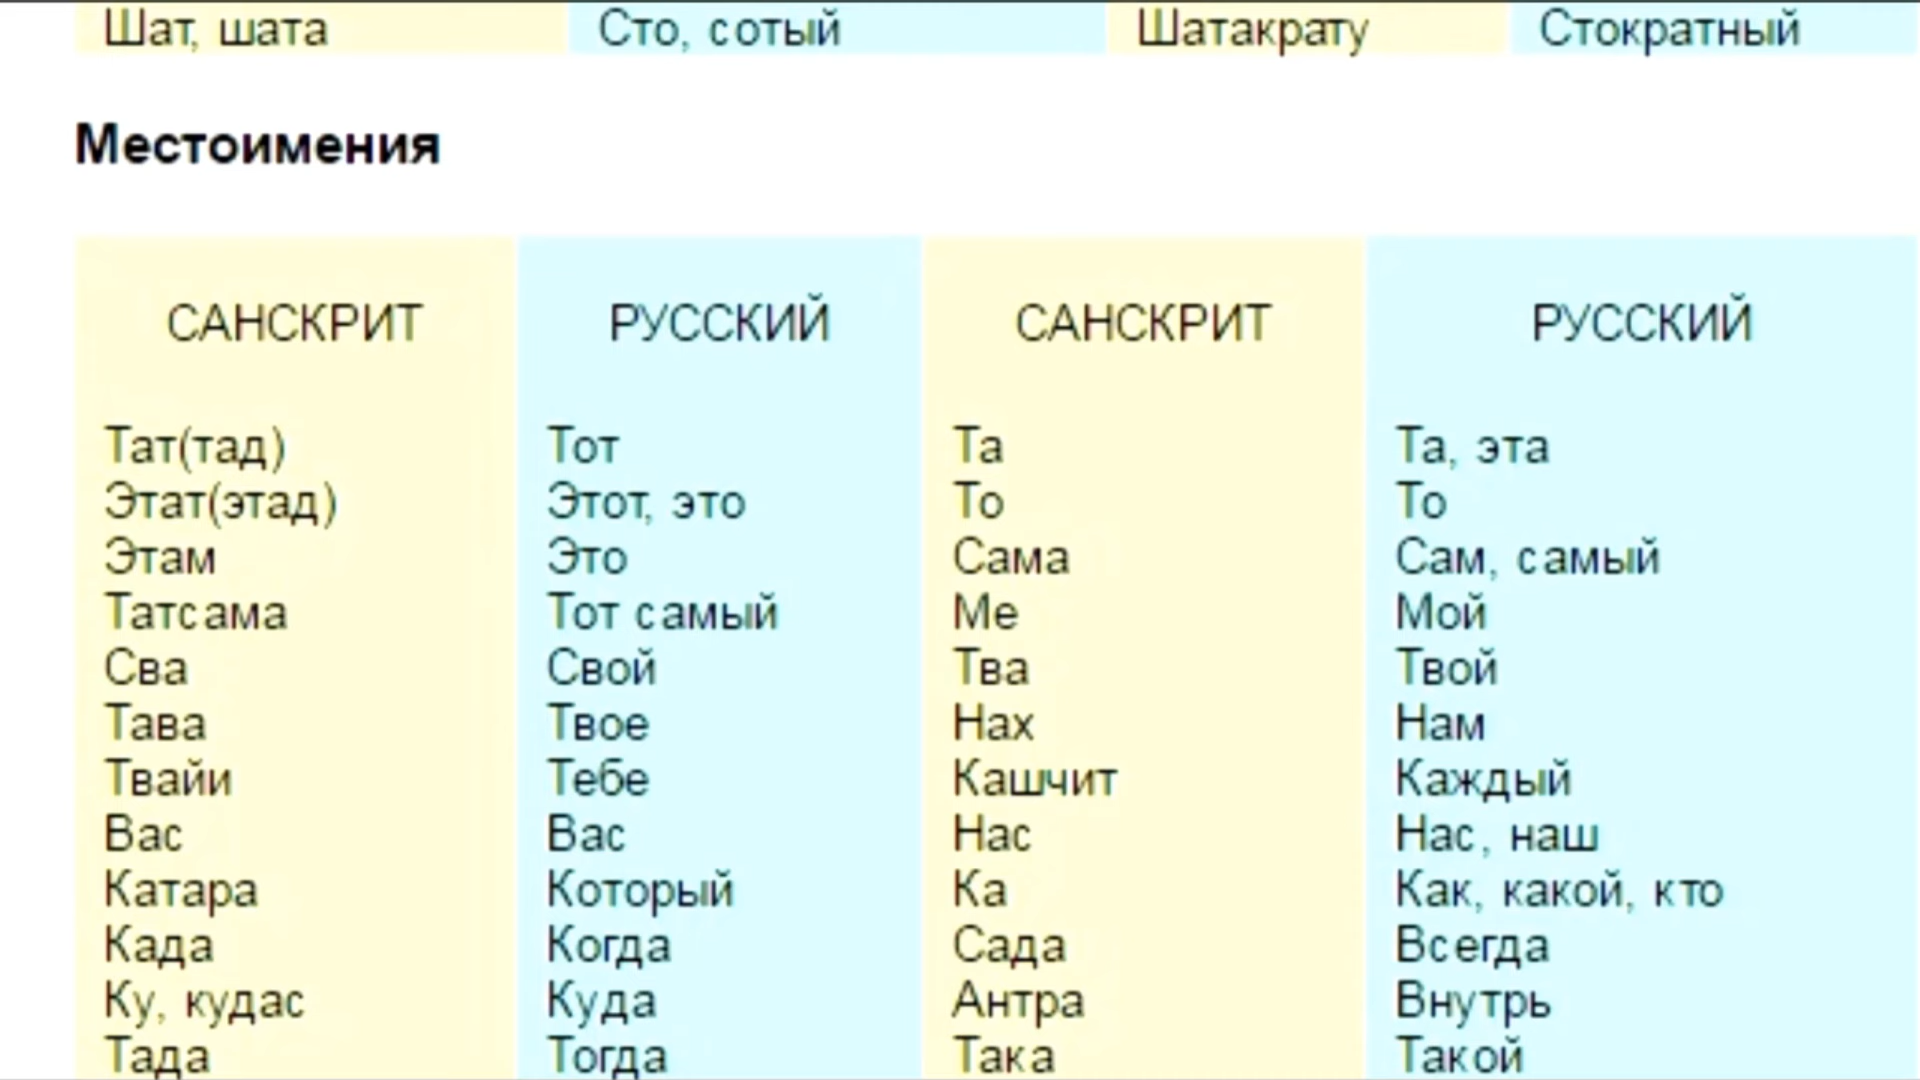 Шат, шата Сто, сотый Шатакрату Стократный
Местоимения
САНСКРИТ РУССКИЙ САНСКРИТ РУССКИЙ
Тат(тад) Тот Та Та, эта
Этат(этад) Этот, это То То
Этам Это Сама Сам, самый
Татсама Тот самый Ме Мой
Сва Свой Тва Твой
Тава Твое Нах Нам
Твайи Тебе Кашчит Каждый
Вас Вас Нас Нас, наш
Катара Который Ка Как, какой, кто
Када Когда Сада Всегда
Ку, кудас Куда Антра Внутрь
Тада Тогда Така Такой